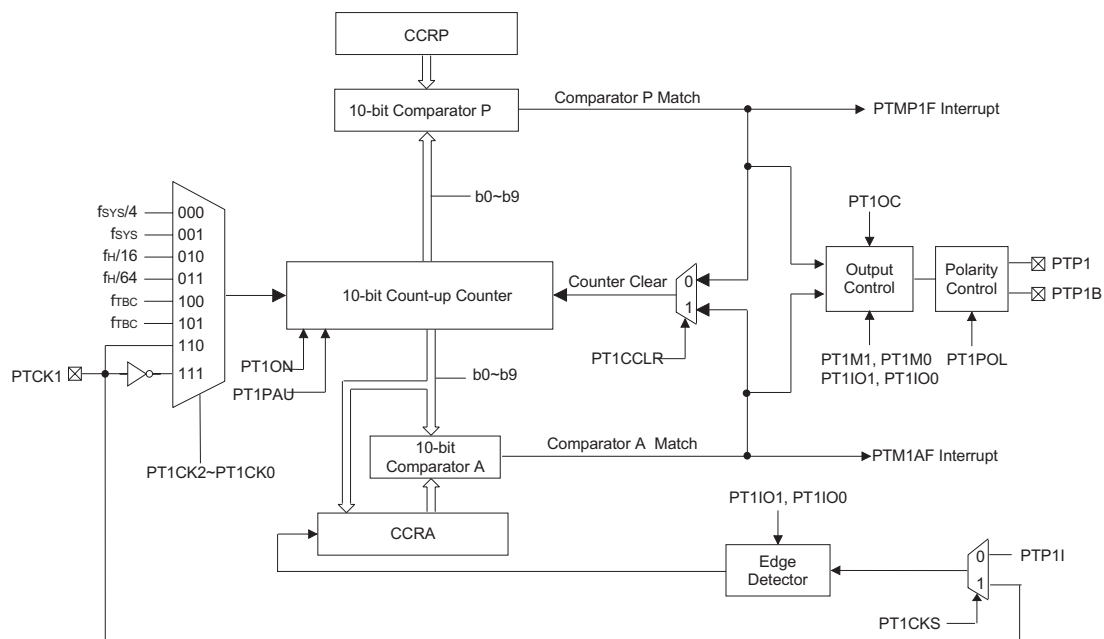 CCRP
10-bit Comparator P
Comparator P Match
PTMP1F Interrupt
b0~b9
fSYS/4
000
fSYS
001
fH/16
010
fH/64
011
fTBC
100
fTBC
101
110
111
PTCK1
PT1CK2~PT1CK0
10-bit Count-up Counter
Counter Clear
0
1
PT1CCLR
PT1ON
PT1PAU
b0~b9
PT1OC
Output
Control
Polarity
Control
PTP1
PTP1B
PT1M1, PT1M0
PT1IO1, PT1IO0
PT1POL
10-bit
Comparator A
Comparator A Match
PTM1AF Interrupt
CCRA
PT1IO1, PT1IO0
Edge
Detector
0
1
PTP1I
PT1CKS